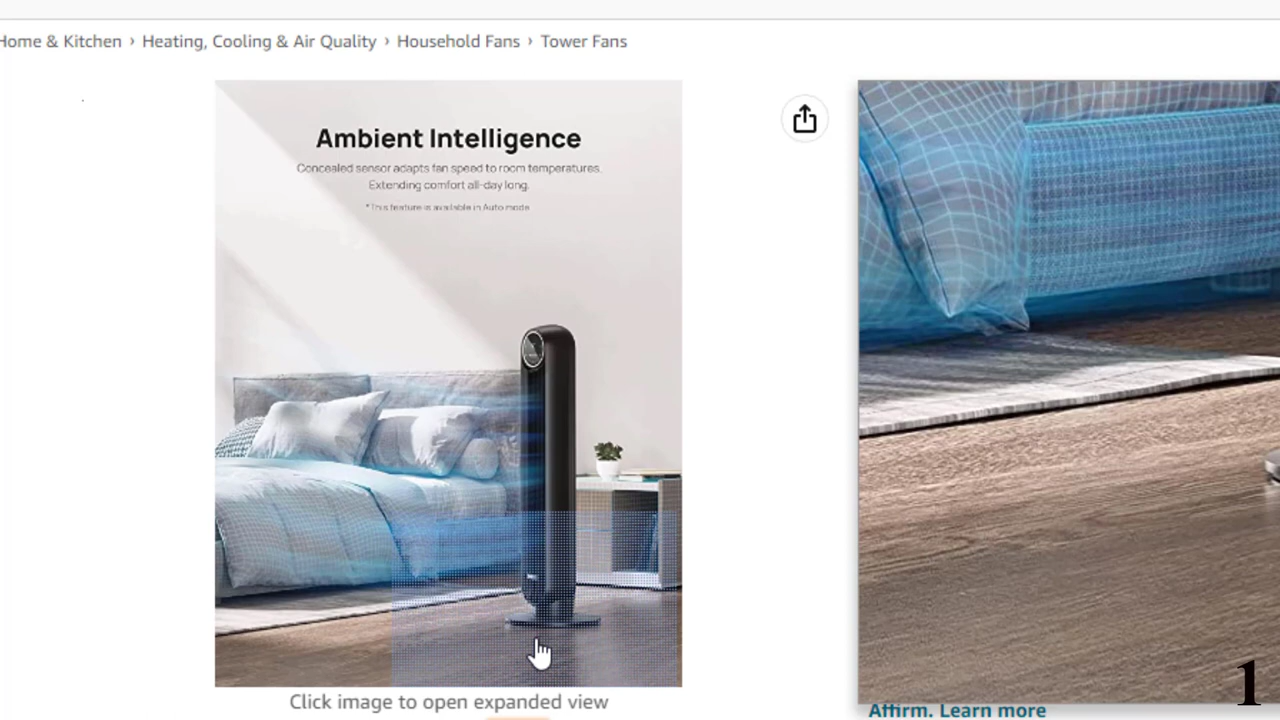 Home & Kitchen › Heating, Cooling & Air Quality › Household Fans › Tower Fans
Ambient Intelligence
Concealed sensor adapts fan speed to room temperatures.
Extending comfort all-day long.
*This feature is available in Auto mode
Click image to open expanded view
Affirm. Learn more
1